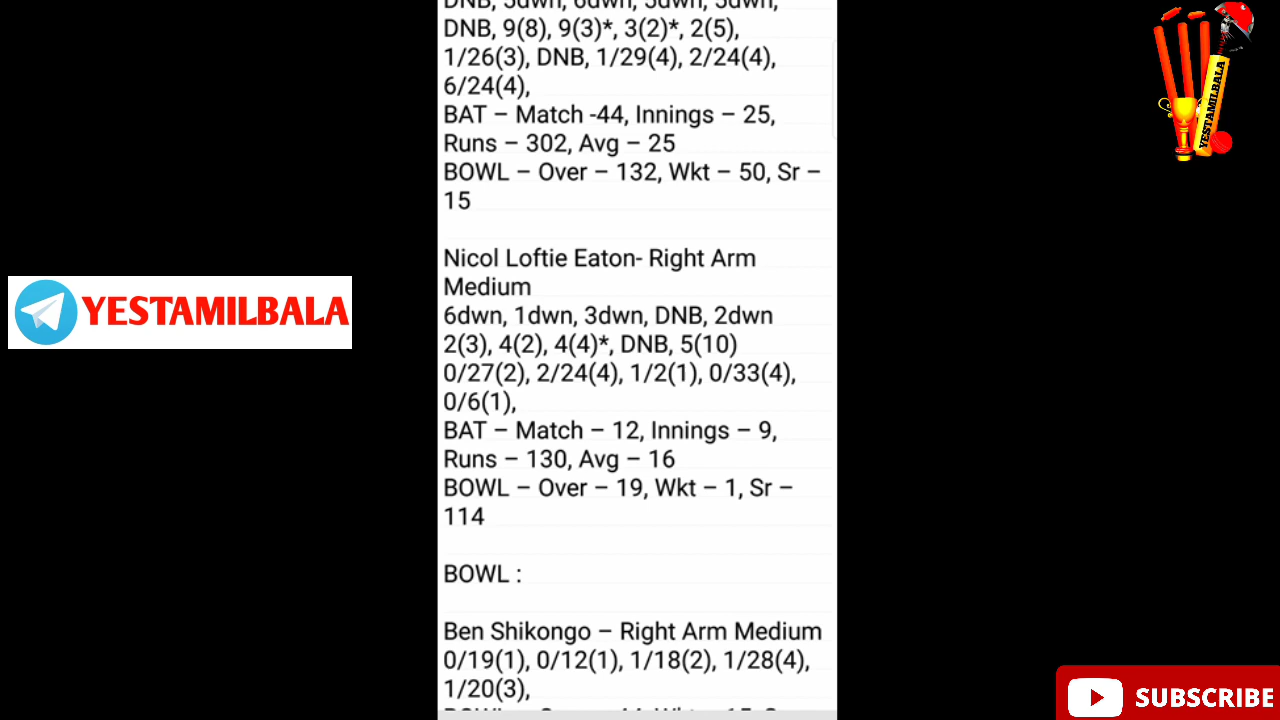 DNB, 5dwn, 6dwn, 5dwn, 5dwn,
DNB, 9(8), 9(3)*, 3(2)*, 2(5),
1/26(3), DNB, 1/29(4), 2/24(4),
6/24(4),
BAT – Match -44, Innings – 25,
Runs – 302, Avg – 25
BOWL – Over – 132, Wkt – 50, Sr –
15
Nicol Loftie Eaton- Right Arm
Medium
6dwn, 1dwn, 3dwn, DNB, 2dwn
2(3), 4(2), 4(4)*, DNB, 5(10)
0/27(2), 2/24(4), 1/2(1), 0/33(4),
0/6(1),
BAT – Match – 12, Innings – 9,
Runs – 130, Avg – 16
BOWL – Over – 19, Wkt – 1, Sr –
114
BOWL :
Ben Shikongo – Right Arm Medium
0/19(1), 0/12(1), 1/18(2), 1/28(4),
1/20(3),
YESTAMILBALA
YESTAMILBALA
SUBSCRIBE